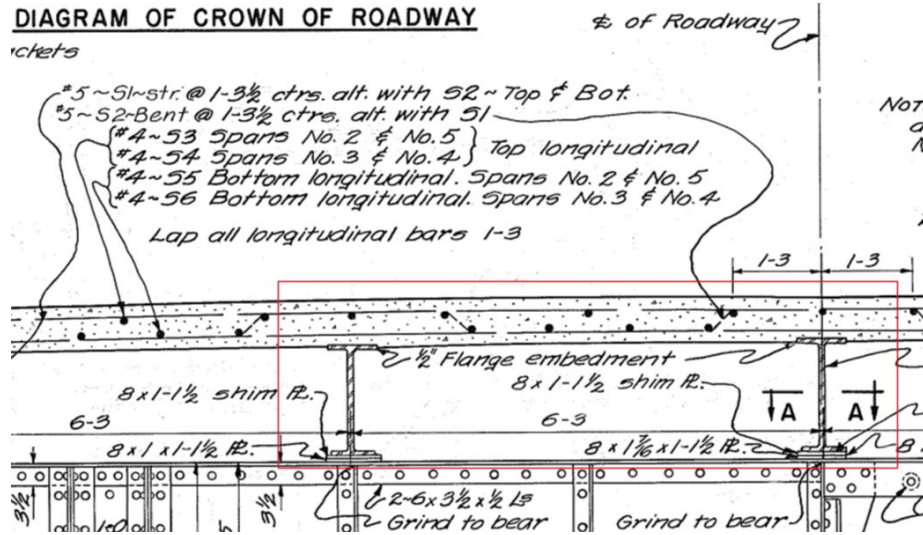 DIAGRAM OF CROWN OF ROADWAY
℄ of Roadway
ckets
#5~S1~str. @ 1-3½ ctrs. alt. with S2~Top & Bot.
#5~S2-Bent @ 1-3½ ctrs. alt. with S1
#4~S3 Spans No. 2 & No. 5
#4~S4 Spans No. 3 & No. 4
Top longitudinal
#4~S5 Bottom longitudinal. Spans No. 2 & No. 5
#4~S6 Bottom longitudinal. Spans No. 3 & No. 4
Lap all longitudinal bars 1-3
Not
1-3
1-3
½" Flange embedment
8 x 1-1½ shim ℄.
8 x 1-1½ shim ℄.
A
A
6-3
6-3
8 x 1 x 1-1½ ℄.
8 x 1 7/16 x 1-1½ ℄.
8
3½
3½
2~6 x 3½ x ½ Ls
1-0
Grind to bear
Grind to bear